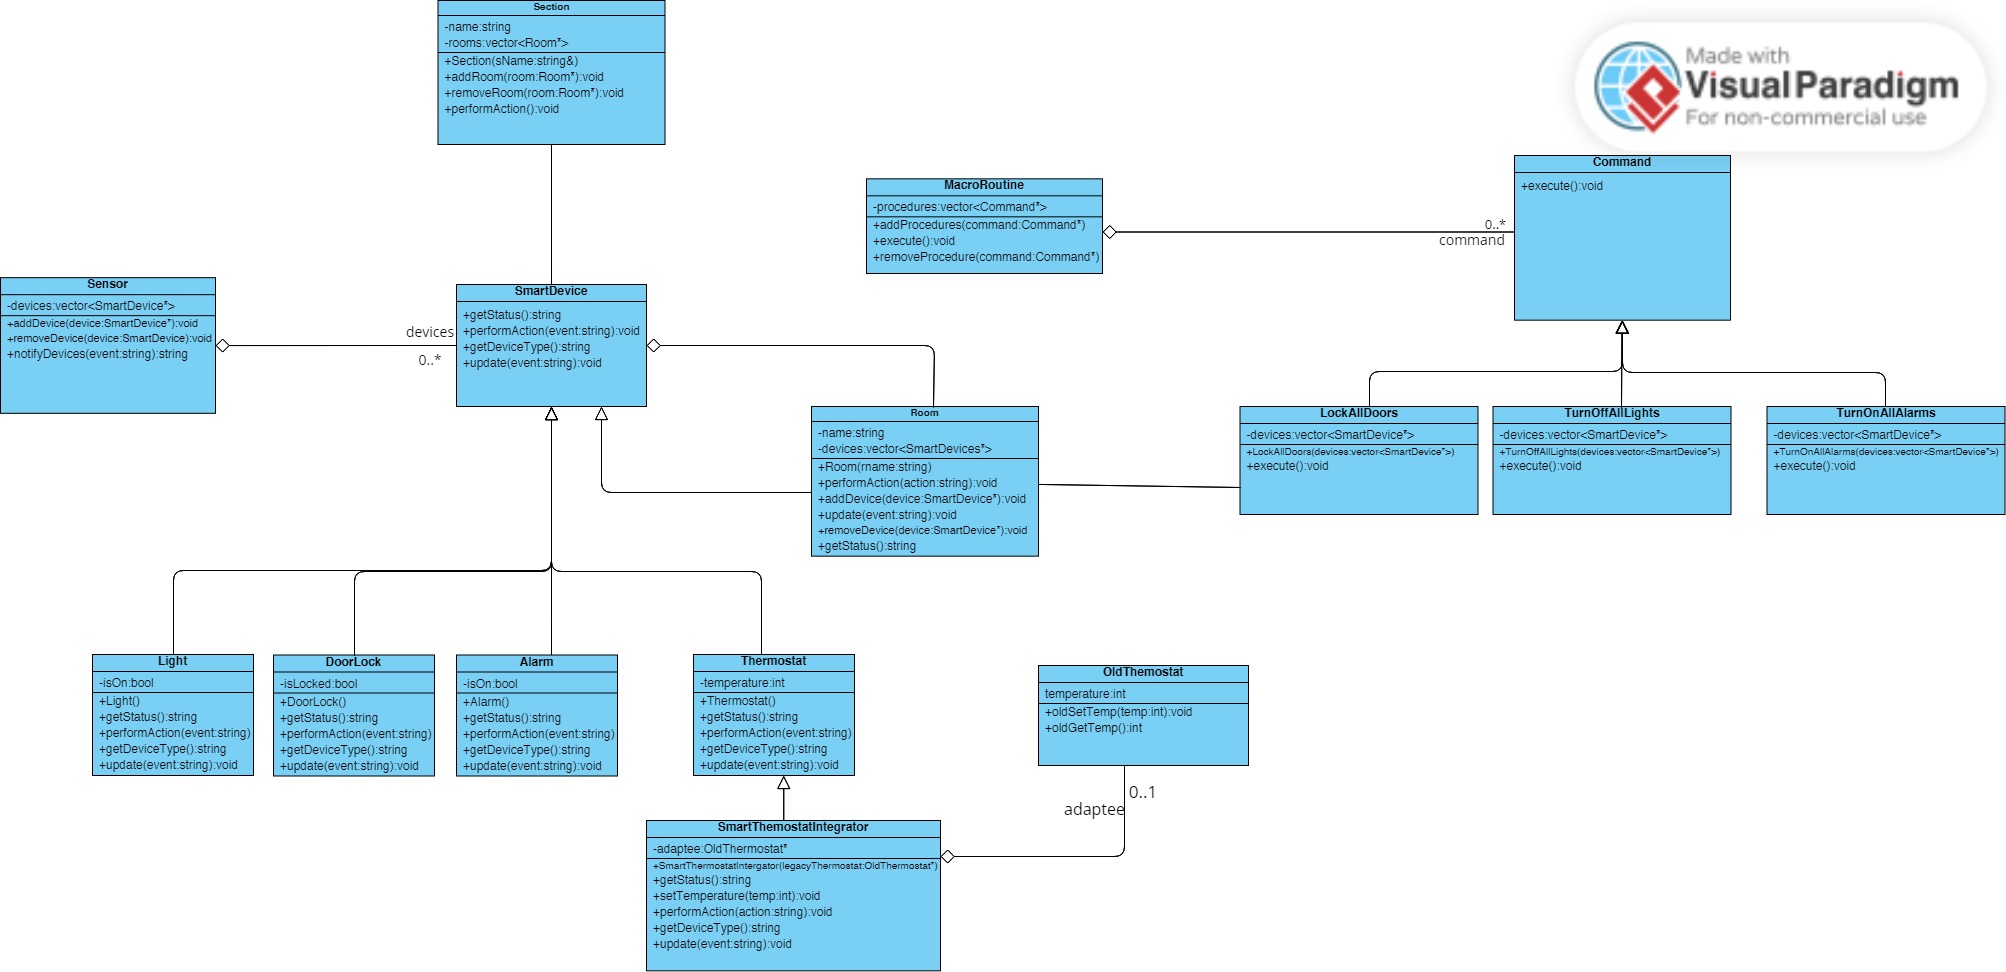 Section
-name:string
-rooms:vector<Room*>
+Section(sName:string&)
+addRoom(room:Room*):void
+removeRoom(room:Room*):void
+performAction():void
Made with
Visual Paradigm
For non-commercial use
Command
+execute():void
MacroRoutine
-procedures:vector<Command*>
+addProcedures(command:Command*)
+execute():void
+removeProcedure(command:Command*)
0..*
command
Sensor
-devices:vector<SmartDevice*>
+addDevice(device:SmartDevice*):void
+removeDevice(device:SmartDevice):void
+notifyDevices(event:string):string
devices
0..*
SmartDevice
+getStatus():string
+performAction(event:string):void
+getDeviceType():string
+update(event:string):void
Room
-name:string
-devices:vector<SmartDevices*>
+Room(rname:string)
+performAction(action:string):void
+addDevice(device:SmartDevice*):void
+update(event:string):void
+removeDevice(device:SmartDevice*):void
+getStatus():string
LockAllDoors
-devices:vector<SmartDevice*>
+LockAllDoors(devices:vector<SmartDevice*>)
+execute():void
TurnOffAllLights
-devices:vector<SmartDevice*>
+TurnOffAllLights(devices:vector<SmartDevice*>)
+execute():void
TurnOnAllAlarms
-devices:vector<SmartDevice*>
+TurnOnAllAlarms(devices:vector<SmartDevice*>)
+execute():void
Light
-isOn:bool
+Light()
+getStatus():string
+performAction(event:string)
+getDeviceType():string
+update(event:string):void
DoorLock
-isLocked:bool
+DoorLock()
+getStatus():string
+performAction(event:string)
+getDeviceType():string
+update(event:string):void
Alarm
-isOn:bool
+Alarm()
+getStatus():string
+performAction(event:string)
+getDeviceType():string
+update(event:string):void
Thermostat
-temperature:int
+Thermostat()
+getStatus():string
+performAction(event:string)
+getDeviceType():string
+update(event:string):void
OldThemostat
temperature:int
+oldSetTemp(temp:int):void
+oldGetTemp():int
0..1
adaptee
SmartThemostatIntegrator
-adaptee:OldThermostat*
+SmartThermostatIntergator(legacyThermostat:OldThermostat*)
+getStatus():string
+setTemperature(temp:int):void
+performAction(action:string):void
+getDeviceType():string
+update(event:string):void